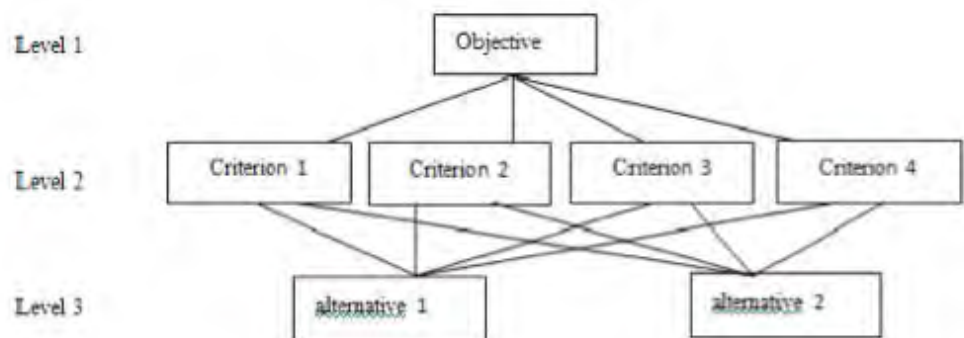 Level 1
Objective
Level 2
Criterion 1
Criterion 2
Criterion 3
Criterion 4
Level 3
alternative 1
alternative 2